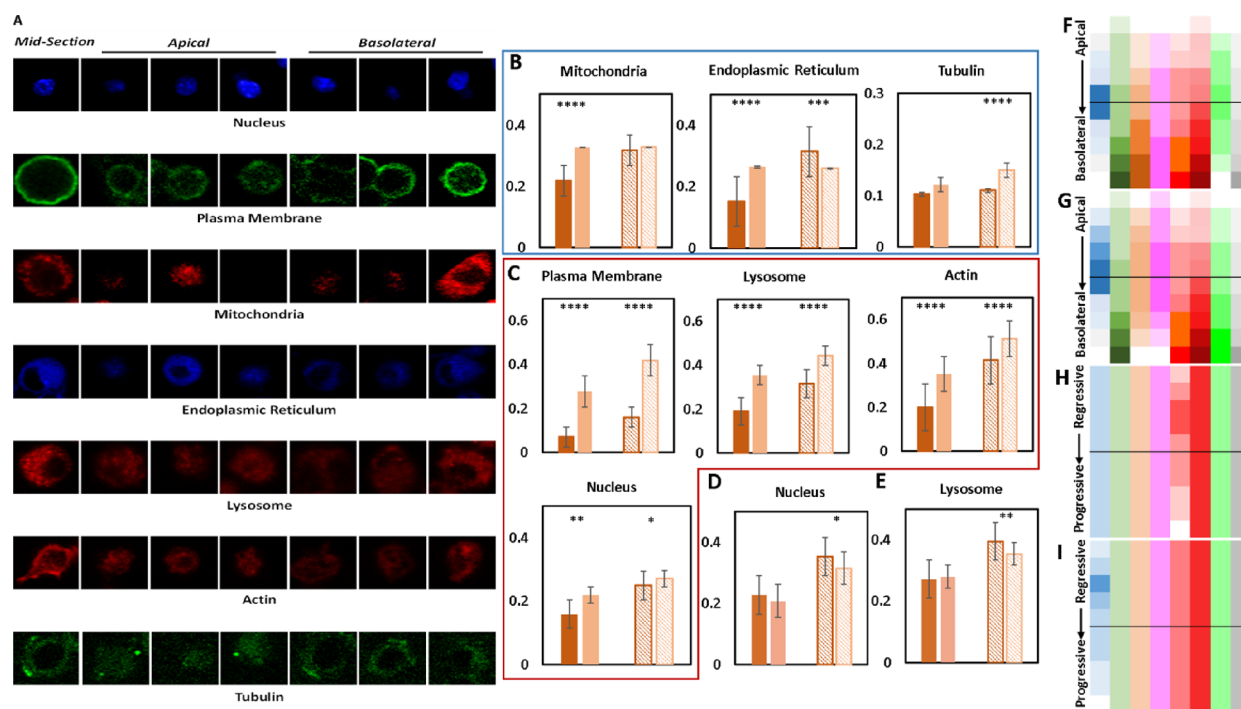 A
Mid-Section Apical Basolateral
Nucleus
Plasma Membrane
Mitochondria
Endoplasmic Reticulum
Lysosome
Actin
Tubulin
B
Mitochondria Endoplasmic Reticulum Tubulin
0.4
0.2
0
****
0.4
0.2
0
**** ***
0.3
0.2
0.1
0
****
C
Plasma Membrane Lysosome Actin
0.6
0.4
0.2
0
**** ****
0.6
0.4
0.2
0
**** ****
0.6
0.4
0.2
0
**** ****
Nucleus
0.4
0.2
0
** *
D
Nucleus
0.4
0.2
0
*
E
Lysosome
0.4
0.2
0
**
F
Apical
Basolateral
G
Apical
Basolateral
H
Regressive
Progressive
I
Regressive
Progressive